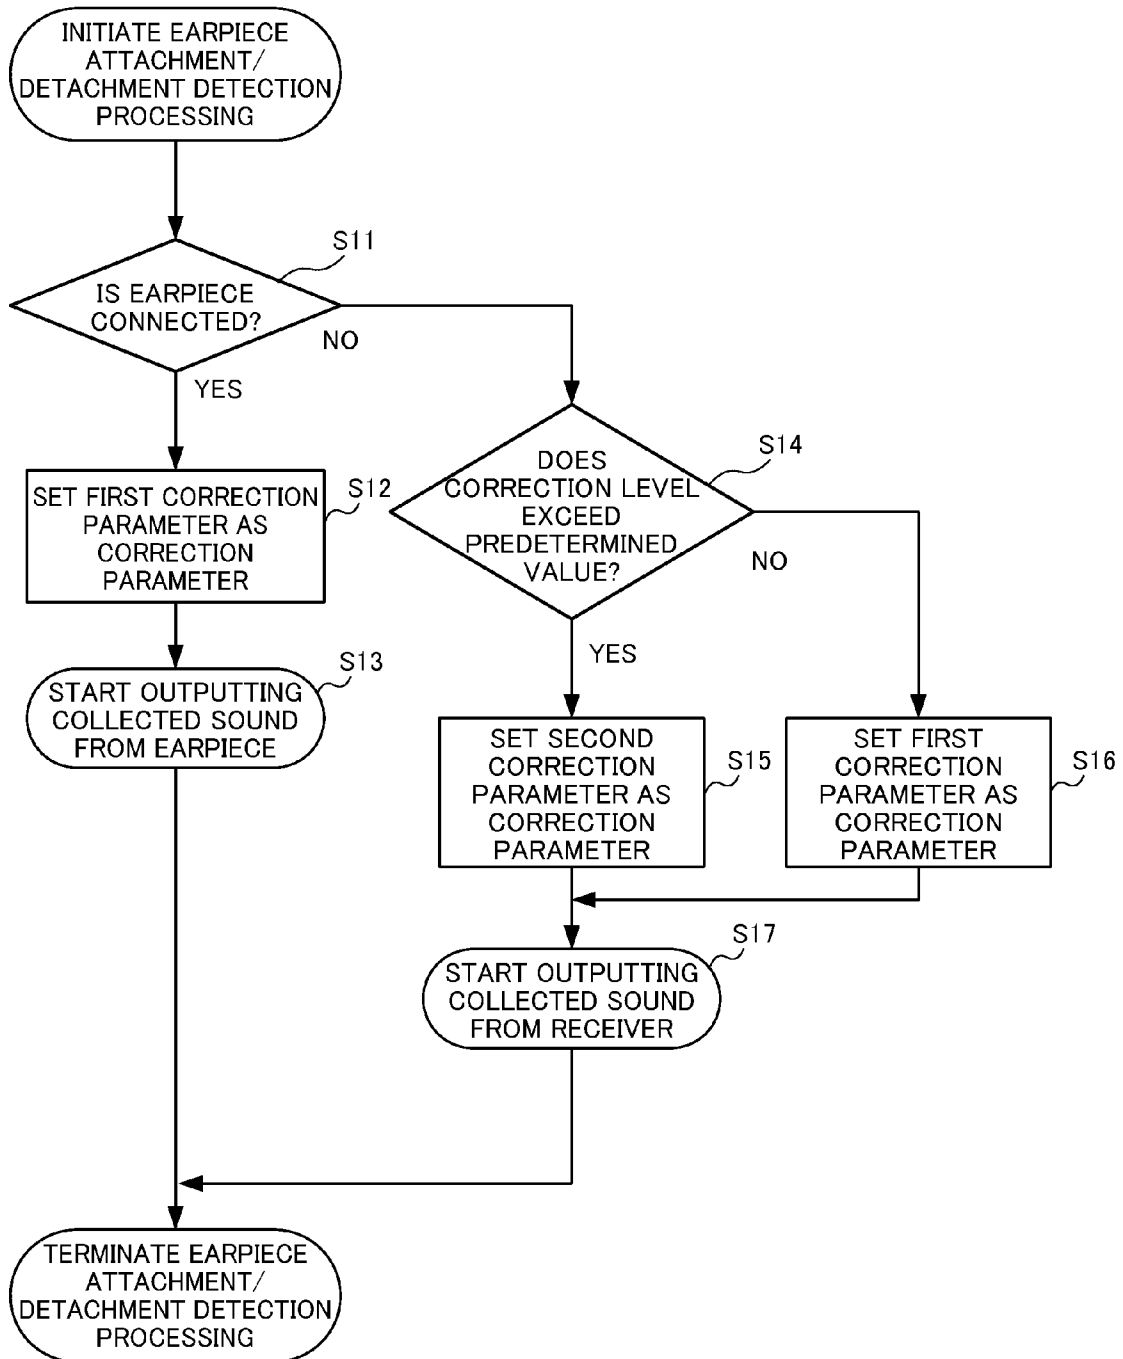 INITIATE EARPIECE
ATTACHMENT/
DETACHMENT DETECTION
PROCESSING
S11
IS EARPIECE
CONNECTED?
NO
YES
S12
SET FIRST CORRECTION
PARAMETER AS
CORRECTION
PARAMETER
S14
DOES
CORRECTION LEVEL
EXCEED
PREDETERMINED
VALUE?
NO
YES
S13
START OUTPUTTING
COLLECTED SOUND
FROM EARPIECE
SET SECOND
CORRECTION
PARAMETER AS
CORRECTION
PARAMETER
S15
SET FIRST
CORRECTION
PARAMETER AS
CORRECTION
PARAMETER
S16
S17
START OUTPUTTING
COLLECTED SOUND
FROM RECEIVER
TERMINATE EARPIECE
ATTACHMENT/
DETACHMENT DETECTION
PROCESSING